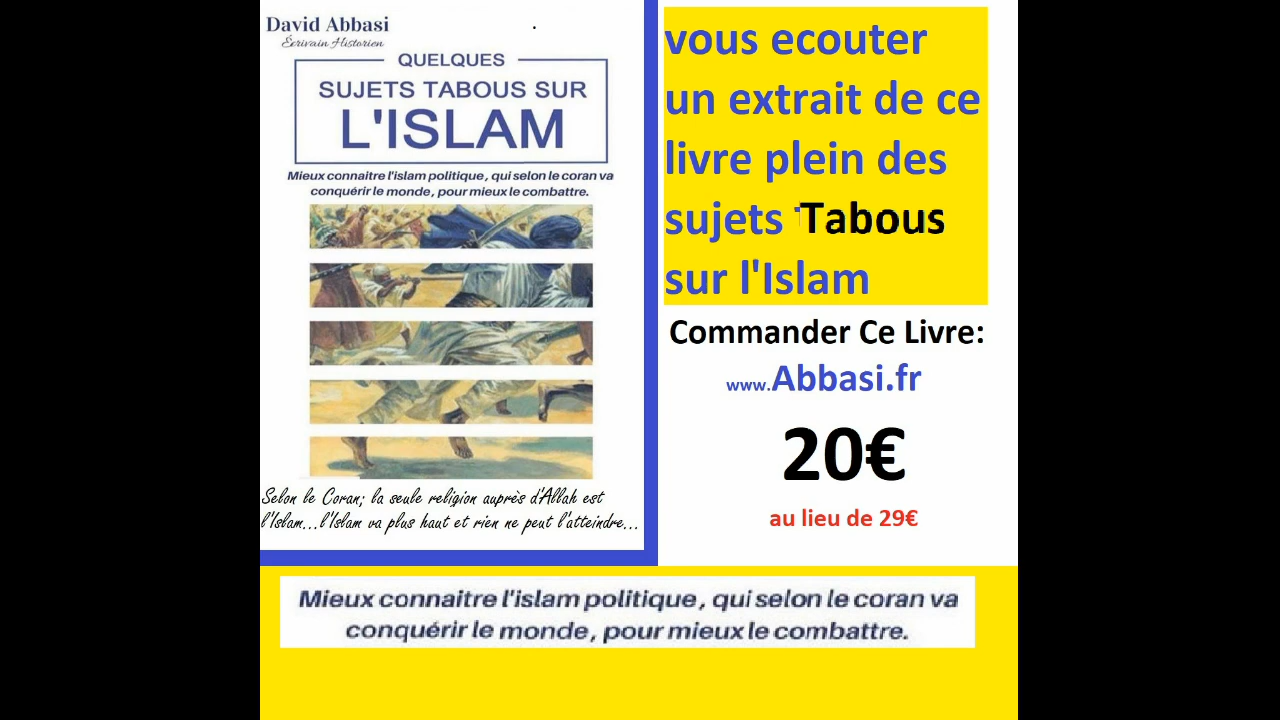 David Abbasi
Écrivain Historien
QUELQUES
SUJETS TABOUS SUR
L'ISLAM
Mieux connaitre l'islam politique, qui selon le coran va
conquérir le monde, pour mieux le combattre.
Selon le Coran; la seule religion auprès d'Allah est
l'Islam...l'Islam va plus haut et rien ne peut l'atteindre...
vous ecouter
un extrait de ce
livre plein des
sujets Tabous
sur l'Islam
Commander Ce Livre:
www.Abbasi.fr
20€
au lieu de 29€
Mieux connaitre l'islam politique, qui selon le coran va
conquérir le monde, pour mieux le combattre.